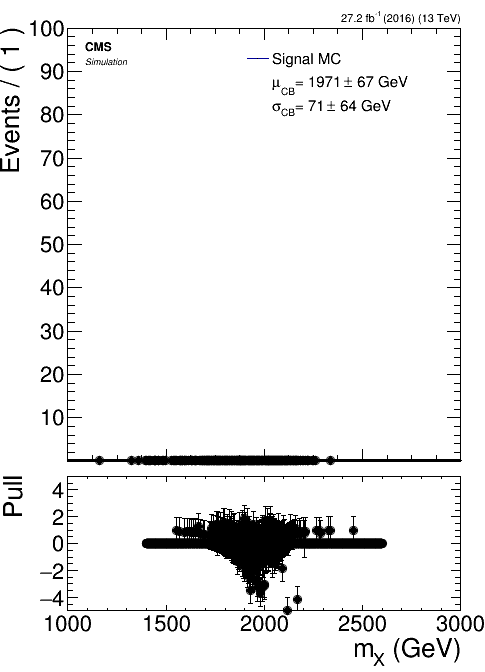 27.2 fb⁻¹ (2016) (13 TeV)
CMS
Simulation
Signal MC
μ_CB = 1971 ± 67 GeV
σ_CB = 71 ± 64 GeV
Events / ( 1 )
100
90
80
70
60
50
40
30
20
10
Pull
4
2
0
−2
−4
1000 1500 2000 2500 3000
m_X (GeV)